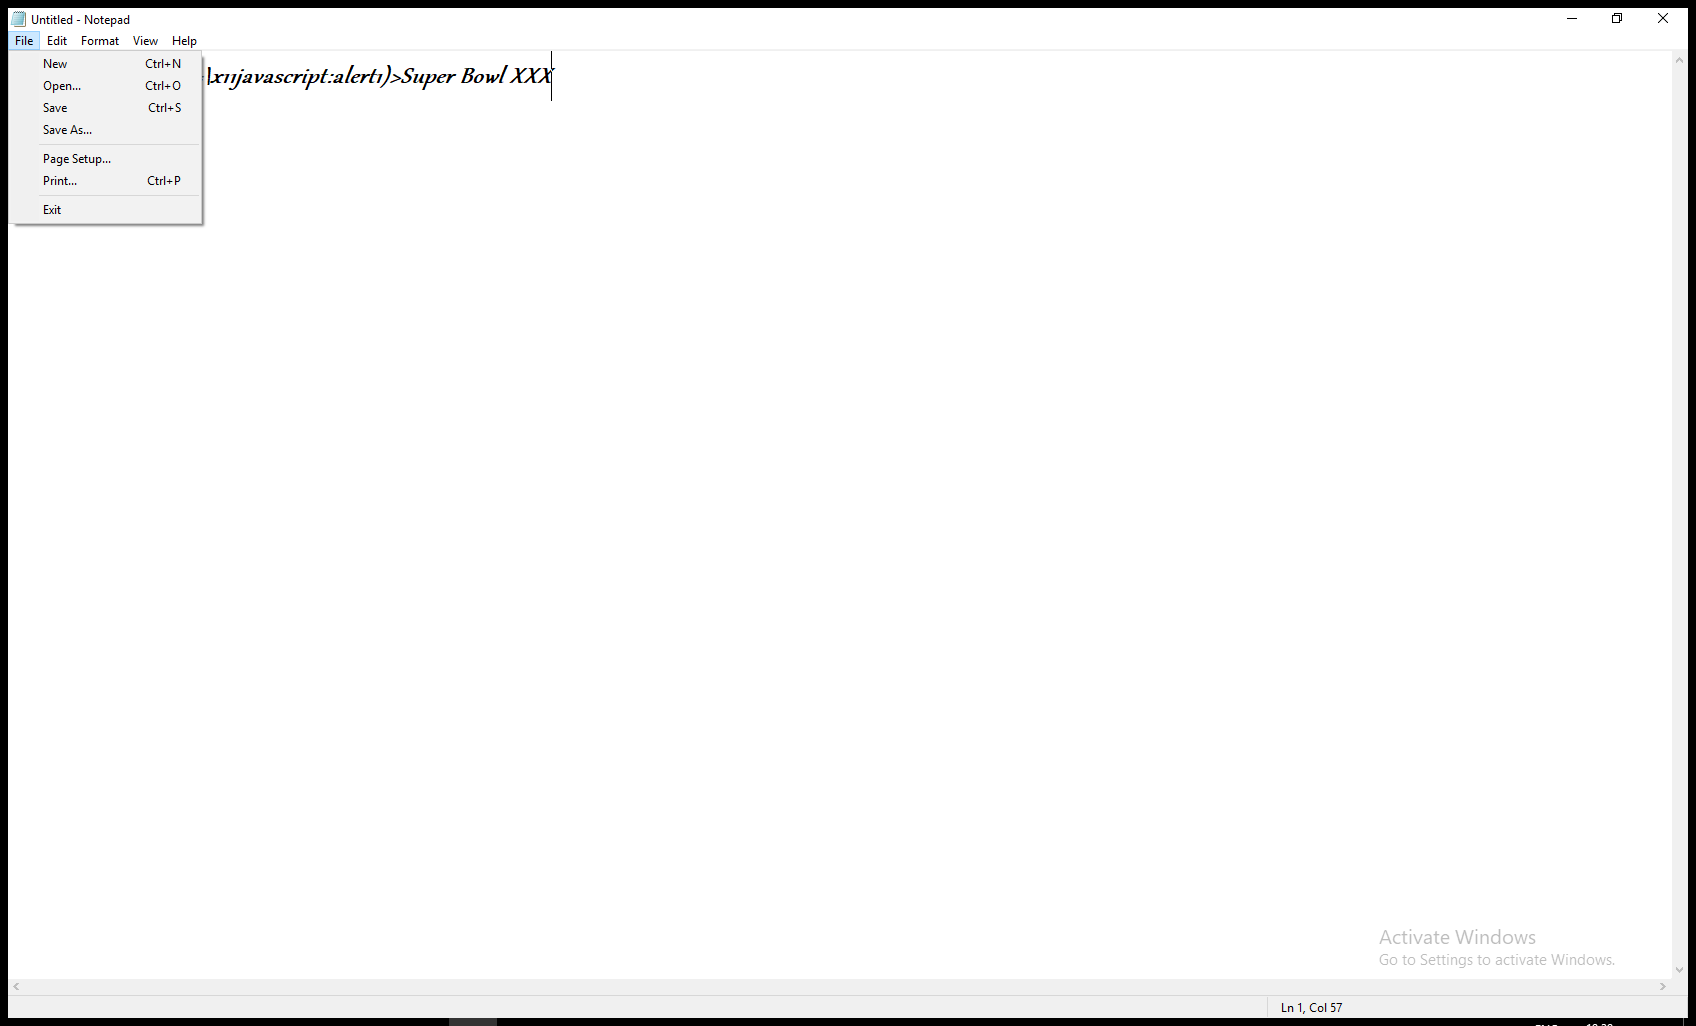 Untitled - Notepad
File Edit Format View Help
New Ctrl+N
Open... Ctrl+O
Save Ctrl+S
Save As...
Page Setup...
Print... Ctrl+P
Exit
\x11javascript:alert1)>Super Bowl XXX
Activate Windows
Go to Settings to activate Windows.
Ln 1, Col 57